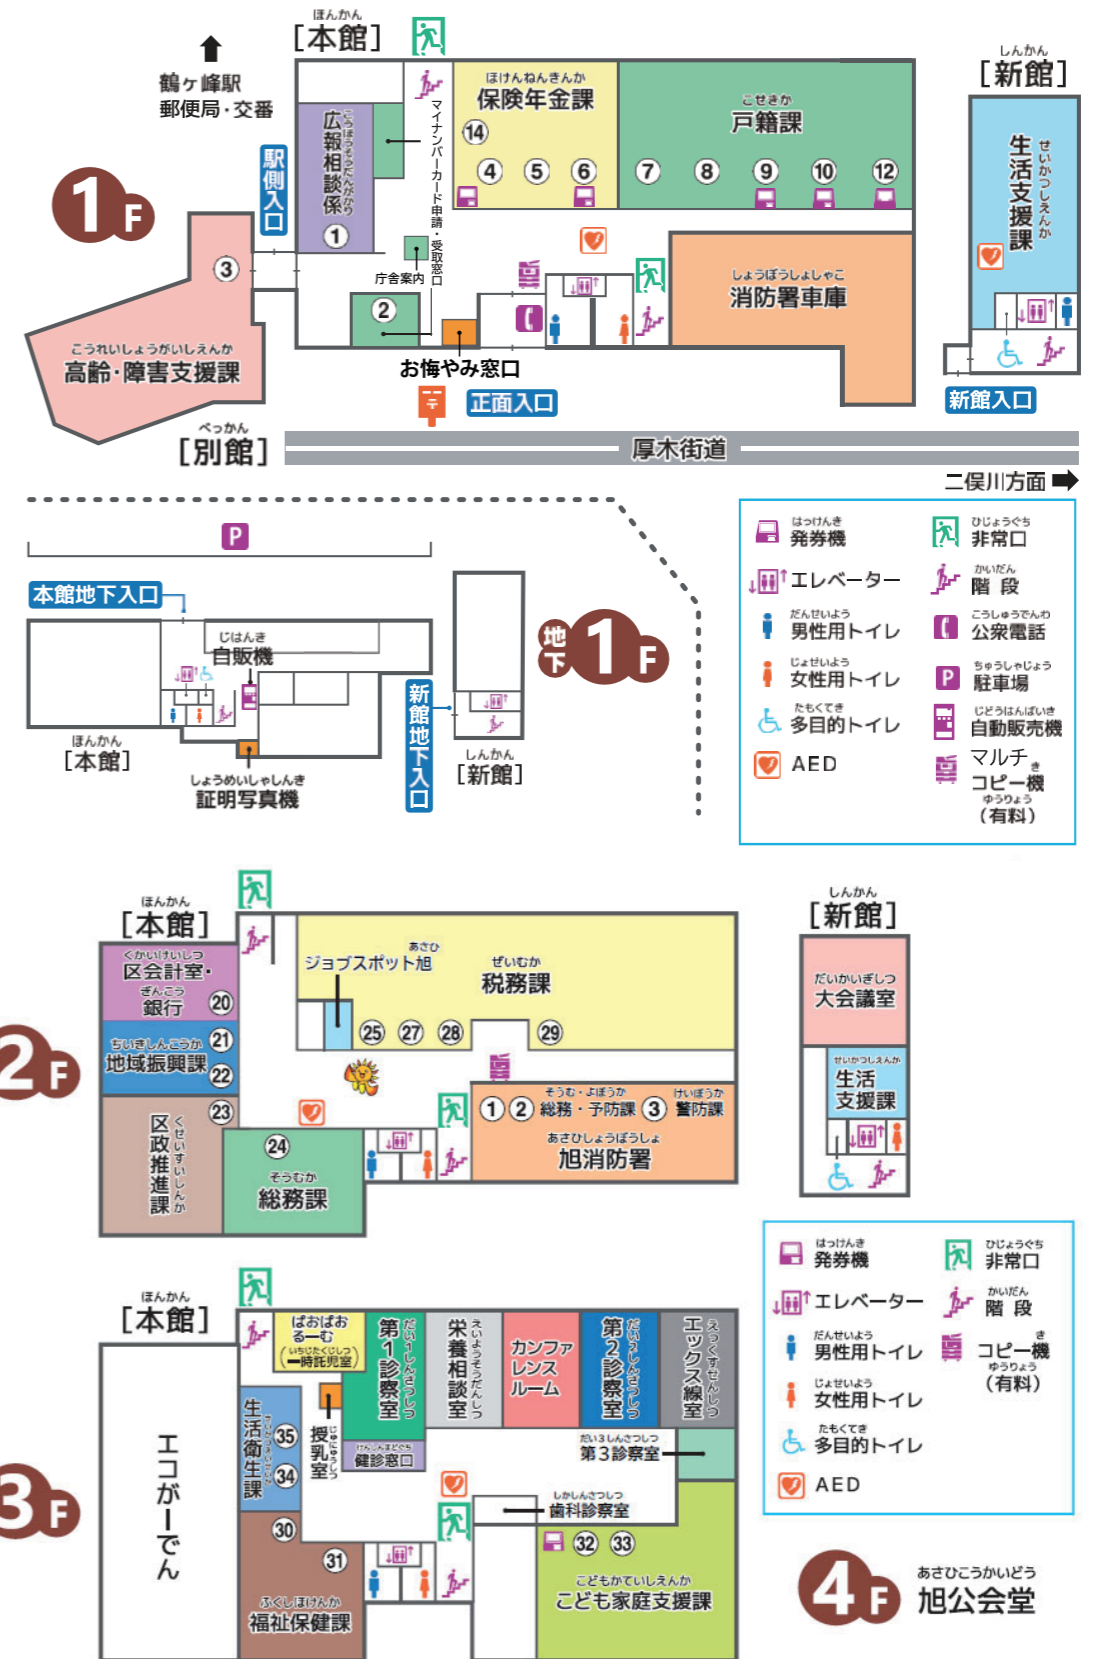 ほんかん
[本館]
鶴ヶ峰駅
郵便局・交番
1F
駅側入口
広報相談係
こうほうそうだんがかり
①
マイナンバーカード申請・受取窓口
ほけんねんきんか
保険年金課
⑭
④ ⑤ ⑥
こせきか
戸籍課
⑦ ⑧ ⑨ ⑩ ⑫
しんかん
[新館]
生活支援課
せいかつしえんか
新館入口
③
こうれいしょうがいしえんか
高齢・障害支援課
べっかん
[別館]
庁舎案内
②
お悔やみ窓口
正面入口
しょうぼうしょしゃこ
消防署車庫
厚木街道
二俣川方面
P
本館地下入口
じはんき
自販機
ほんかん
[本館]
しょうめいしゃしんき
証明写真機
新館地下入口
しんかん
[新館]
地下1F
はっけんき
発券機
エレベーター
だんせいよう
男性用トイレ
じょせいよう
女性用トイレ
たもくてき
多目的トイレ
AED
ひじょうぐち
非常口
かいだん
階段
こうしゅうでんわ
公衆電話
P
ちゅうしゃじょう
駐車場
じどうはんばいき
自動販売機
マルチ
き
コピー機
ゆうりょう
(有料)
2F
ほんかん
[本館]
くかいけいしつ
区会計室・
ぎんこう
銀行
⑳
ちいきしんこうか
地域振興課
㉑
㉒
㉓
区政推進課
くせいすいしんか
㉔
そうむか
総務課
あさひ
ジョブスポット旭
ぜいむか
税務課
㉕ ㉗ ㉘ ㉙
そうむ・よぼうか
①② 総務・予防課
けいぼうか
③ 警防課
あさひしょうぼうしょ
旭消防署
しんかん
[新館]
だいかいぎしつ
大会議室
せいかつしえんか
生活
支援課
3F
ほんかん
[本館]
エコがーでん
ぱおぱお
るーむ
(いちじたくじしつ
一時託児室)
第1診察室
だい1しんさつしつ
栄養相談室
えいようそうだんしつ
カンファ
レンス
ルーム
第2診察室
だい2しんさつしつ
エックス線室
えっくすせんしつ
生活衛生課
せいかつえいせいか
㉟
㉞
授乳室
じゅにゅうしつ
けんしんまどぐち
健診窓口
だい3しんさつしつ
第3診察室
しかしんさつしつ
歯科診察室
㉚
㉛
ふくしほけんか
福祉保健課
㉜ ㉝
こどもかていしえんか
こども家庭支援課
はっけんき
発券機
エレベーター
だんせいよう
男性用トイレ
じょせいよう
女性用トイレ
たもくてき
多目的トイレ
AED
ひじょうぐち
非常口
かいだん
階段
き
コピー機
ゆうりょう
(有料)
4F
あさひこうかいどう
旭公会堂